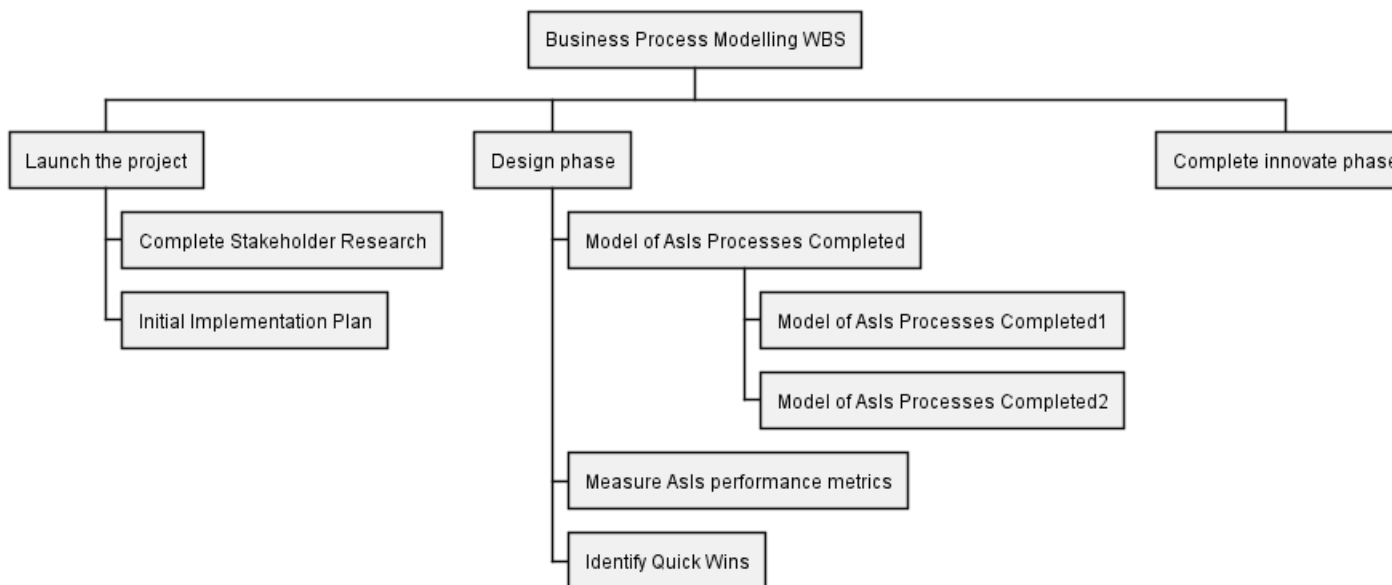 Business Process Modelling WBS
Launch the project
Design phase
Complete innovate phase
Complete Stakeholder Research
Initial Implementation Plan
Model of AsIs Processes Completed
Model of AsIs Processes Completed1
Model of AsIs Processes Completed2
Measure AsIs performance metrics
Identify Quick Wins